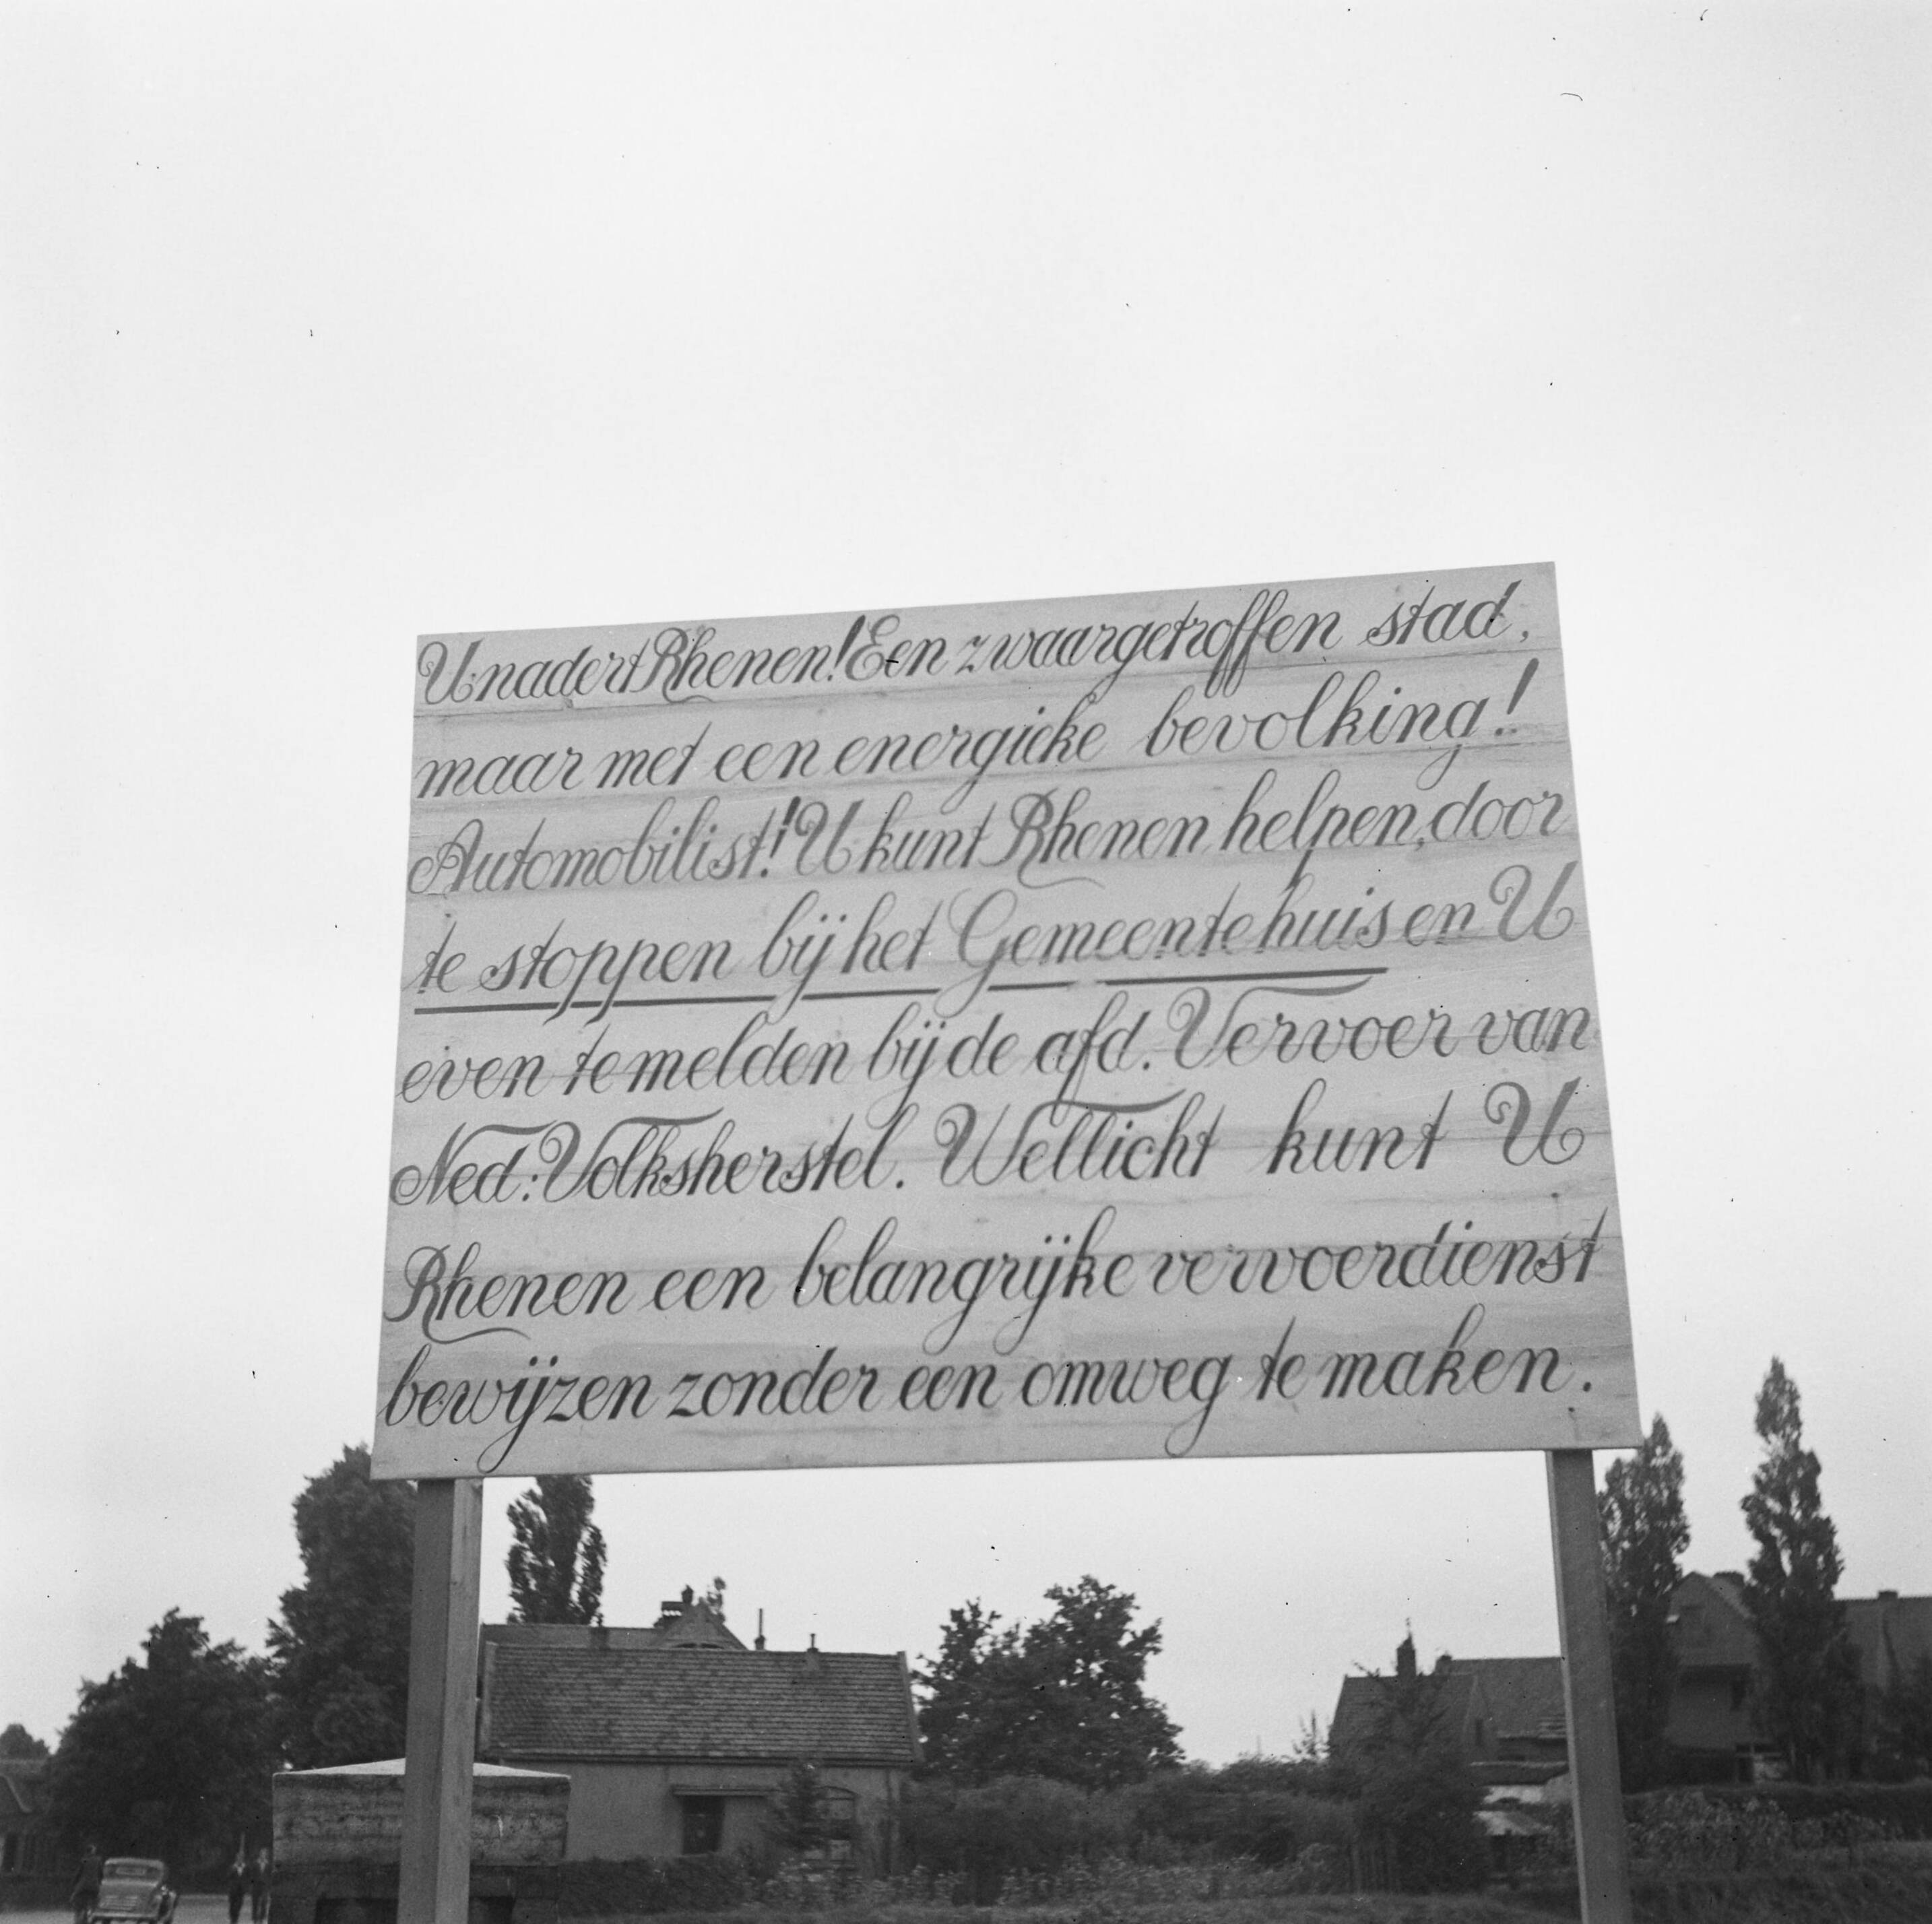 U nadert Rhenen! Een zwaargetroffen stad,
maar met een energieke bevolking!
Automobilist! U kunt Rhenen helpen, door
te stoppen bij het Gemeentehuis en U
even te melden bij de afd. Vervoer van
Ned: Volksherstel. Wellicht kunt U
Rhenen een belangrijke vervoerdienst
bewijzen zonder een omweg te maken.